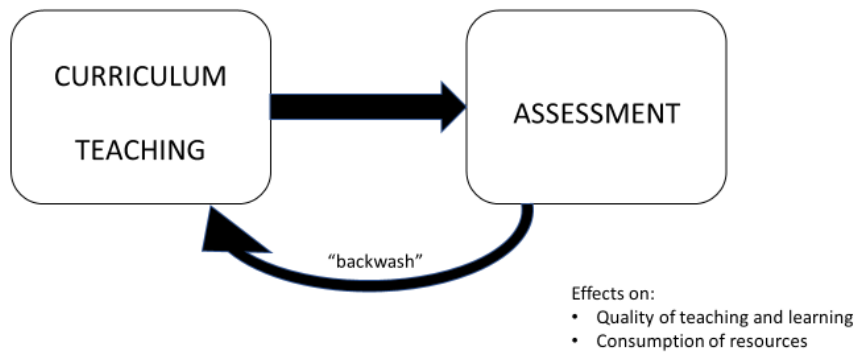 CURRICULUM
TEACHING
ASSESSMENT
“backwash”
Effects on:
• Quality of teaching and learning
• Consumption of resources